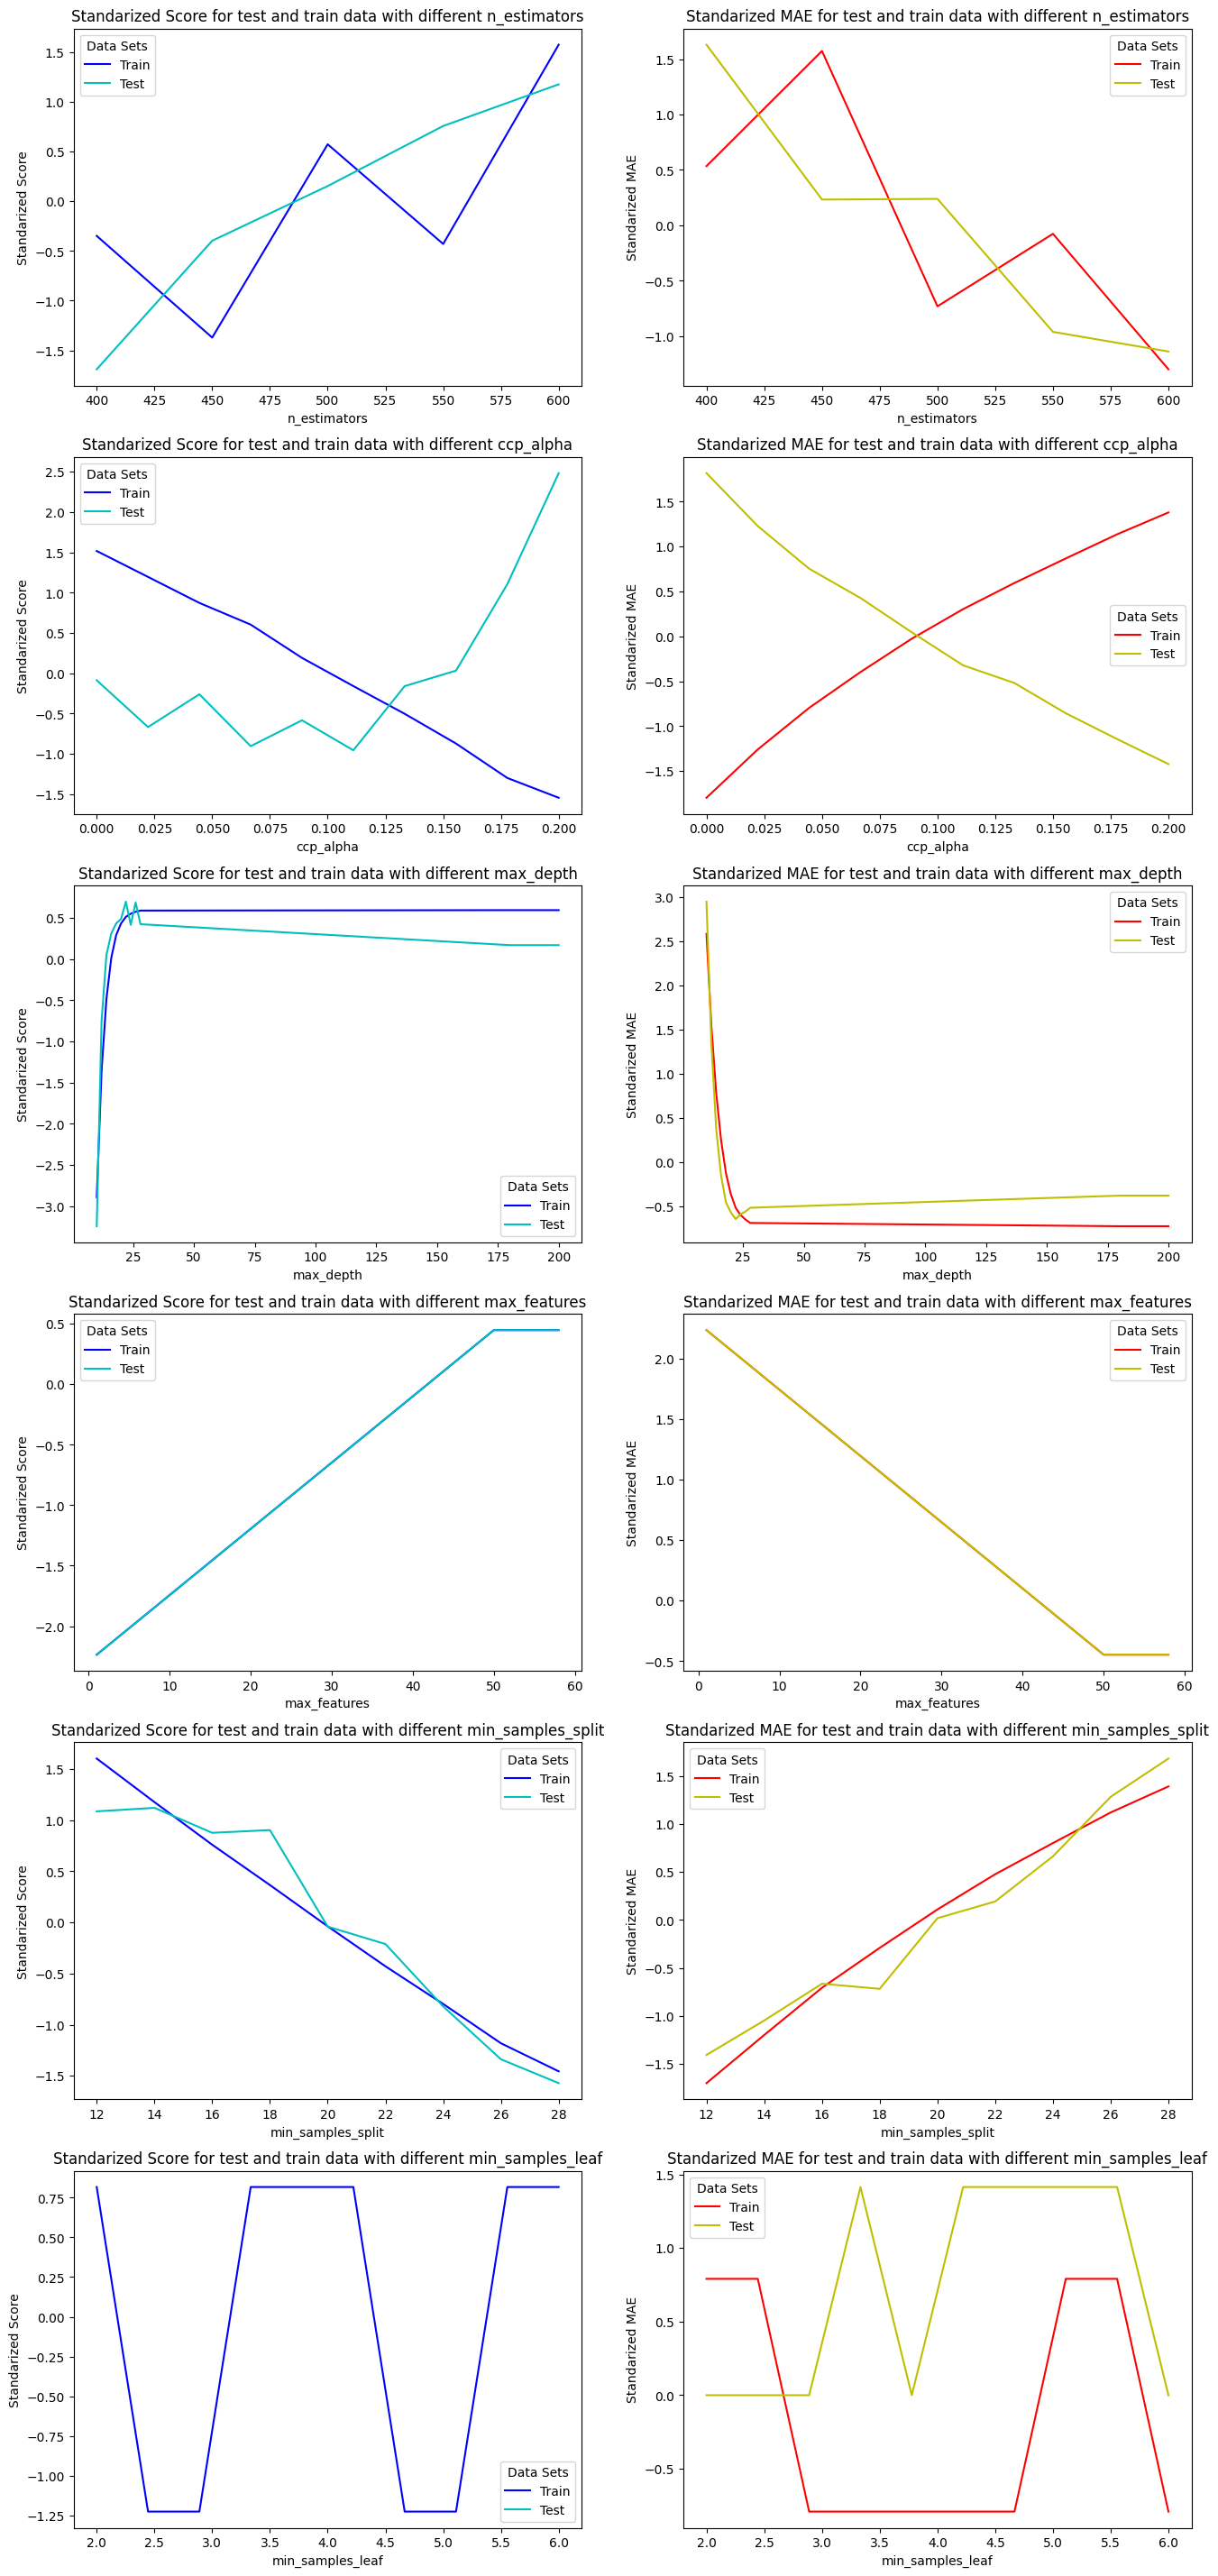 Standarized Score for test and train data with different n_estimators
Data Sets
Train
Test
Standarized Score
1.5
1.0
0.5
0.0
−0.5
−1.0
−1.5
400 425 450 475 500 525 550 575 600
n_estimators
Standarized MAE for test and train data with different n_estimators
Data Sets
Train
Test
Standarized MAE
1.5
1.0
0.5
0.0
−0.5
−1.0
400 425 450 475 500 525 550 575 600
n_estimators
Standarized Score for test and train data with different ccp_alpha
Data Sets
Train
Test
Standarized Score
2.5
2.0
1.5
1.0
0.5
0.0
−0.5
−1.0
−1.5
0.000 0.025 0.050 0.075 0.100 0.125 0.150 0.175 0.200
ccp_alpha
Standarized MAE for test and train data with different ccp_alpha
Data Sets
Train
Test
Standarized MAE
1.5
1.0
0.5
0.0
−0.5
−1.0
−1.5
0.000 0.025 0.050 0.075 0.100 0.125 0.150 0.175 0.200
ccp_alpha
Standarized Score for test and train data with different max_depth
Data Sets
Train
Test
Standarized Score
0.5
0.0
−0.5
−1.0
−1.5
−2.0
−2.5
−3.0
25 50 75 100 125 150 175 200
max_depth
Standarized MAE for test and train data with different max_depth
Data Sets
Train
Test
Standarized MAE
3.0
2.5
2.0
1.5
1.0
0.5
0.0
−0.5
25 50 75 100 125 150 175 200
max_depth
Standarized Score for test and train data with different max_features
Data Sets
Train
Test
Standarized Score
0.5
0.0
−0.5
−1.0
−1.5
−2.0
0 10 20 30 40 50 60
max_features
Standarized MAE for test and train data with different max_features
Data Sets
Train
Test
Standarized MAE
2.0
1.5
1.0
0.5
0.0
−0.5
0 10 20 30 40 50 60
max_features
Standarized Score for test and train data with different min_samples_split
Data Sets
Train
Test
Standarized Score
1.5
1.0
0.5
0.0
−0.5
−1.0
−1.5
12 14 16 18 20 22 24 26 28
min_samples_split
Standarized MAE for test and train data with different min_samples_split
Data Sets
Train
Test
Standarized MAE
1.5
1.0
0.5
0.0
−0.5
−1.0
−1.5
12 14 16 18 20 22 24 26 28
min_samples_split
Standarized Score for test and train data with different min_samples_leaf
Data Sets
Train
Test
Standarized Score
0.75
0.50
0.25
0.00
−0.25
−0.50
−0.75
−1.00
−1.25
2.0 2.5 3.0 3.5 4.0 4.5 5.0 5.5 6.0
min_samples_leaf
Standarized MAE for test and train data with different min_samples_leaf
Data Sets
Train
Test
Standarized MAE
1.5
1.0
0.5
0.0
−0.5
2.0 2.5 3.0 3.5 4.0 4.5 5.0 5.5 6.0
min_samples_leaf